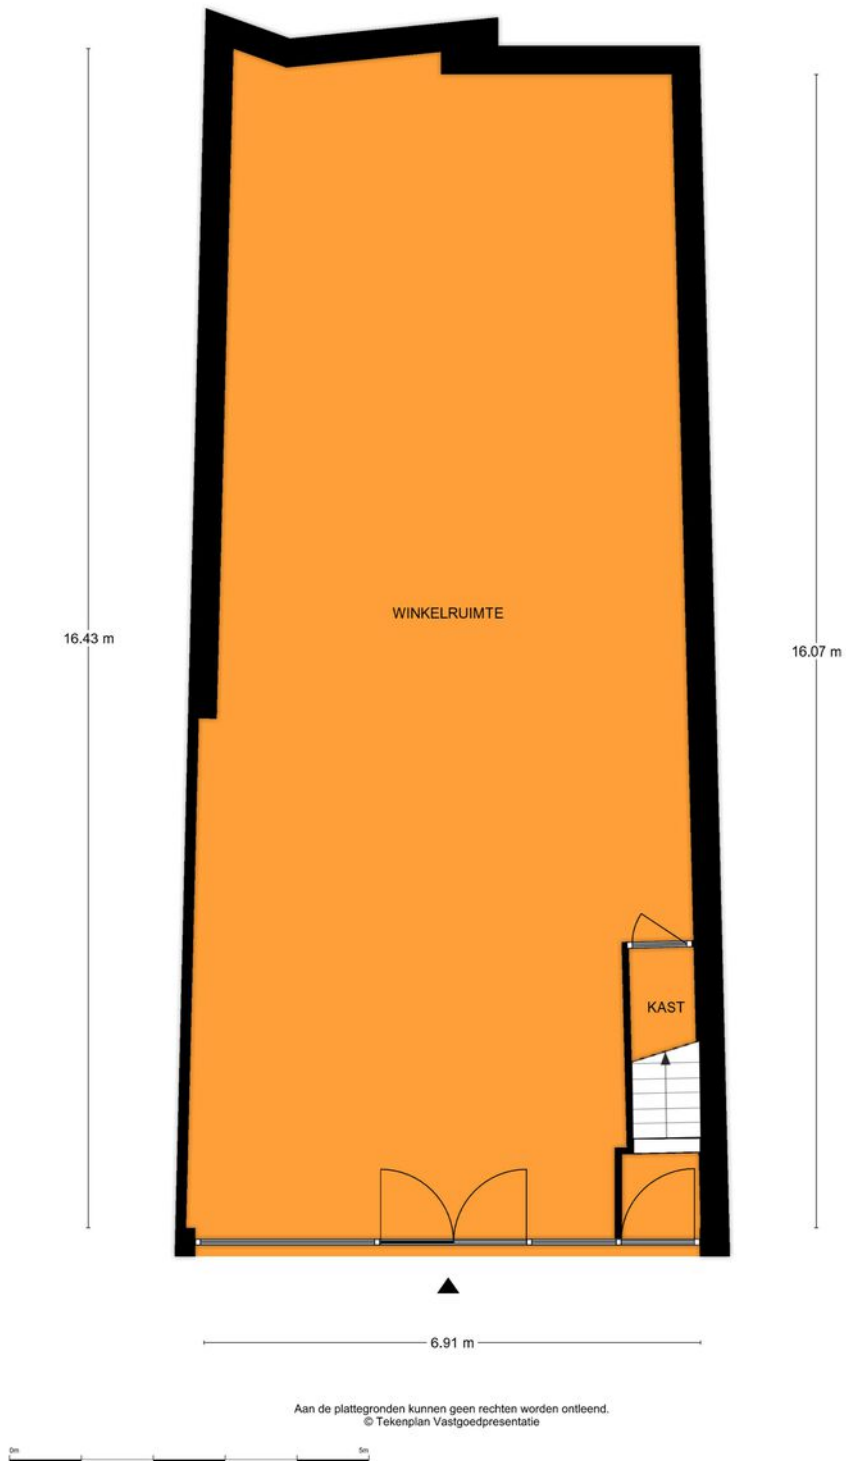 WINKELRUIMTE
16.43 m
16.07 m
KAST
6.91 m
Aan de plattegronden kunnen geen rechten worden ontleend.
© Tekenplan Vastgoedpresentatie
0m
5m